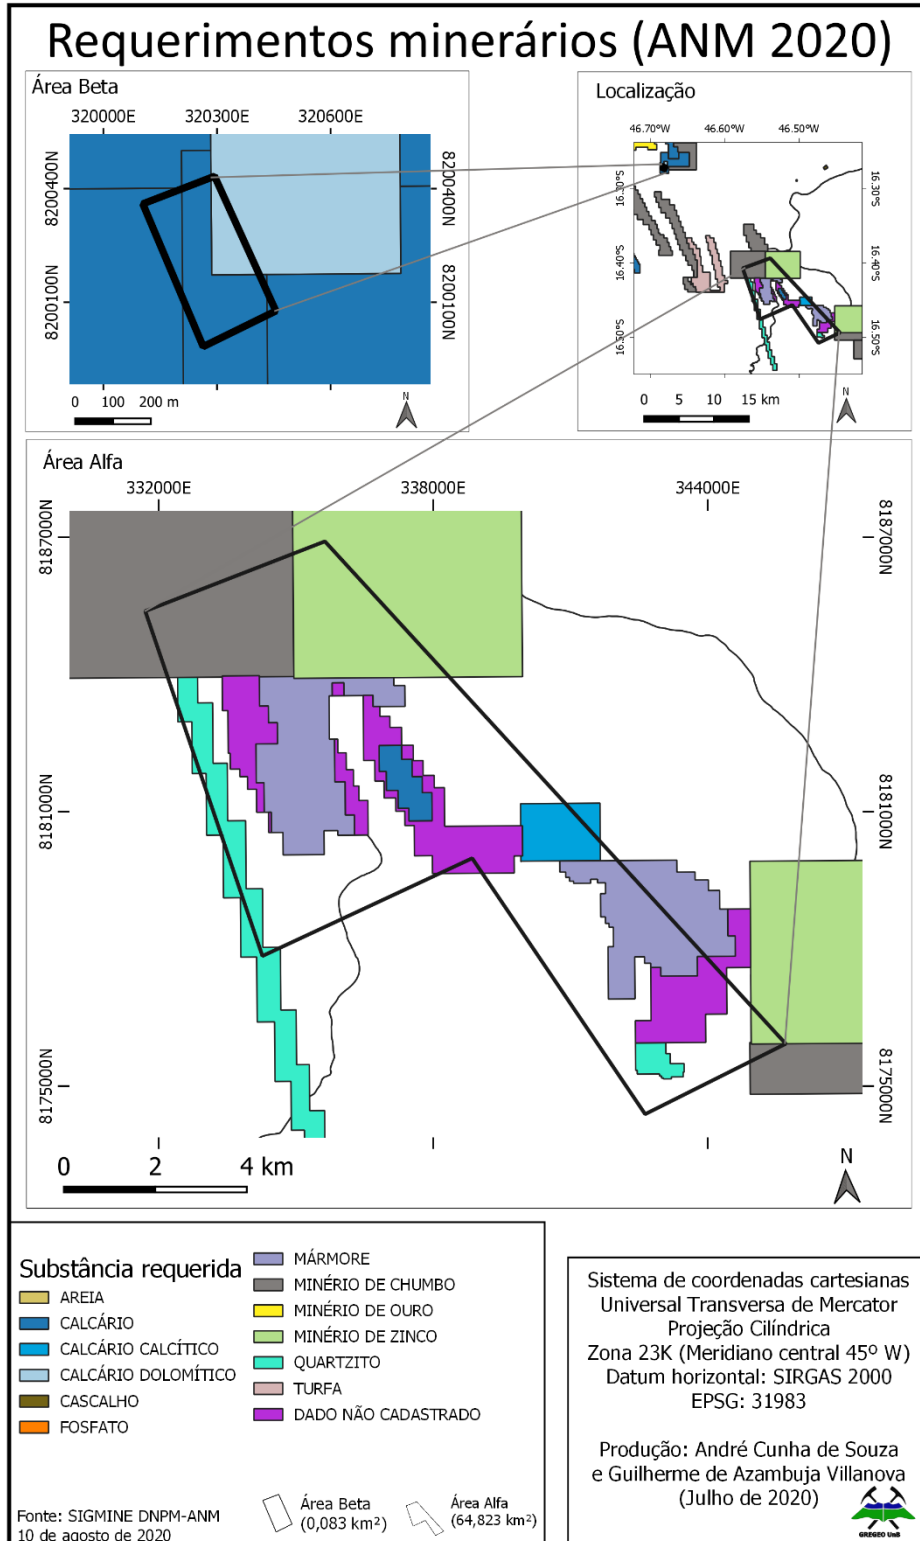 Requerimentos minerários (ANM 2020)
Área Beta
320000E 320300E 320600E
8200400N
8200100N
8200400N
8200100N
0 100 200 m
N
Localização
46.70°W 46.60°W 46.50°W
16.30°S
16.40°S
16.50°S
16.30°S
16.40°S
16.50°S
0 5 10 15 km
N
Área Alfa
332000E 338000E 344000E
8187000N
8181000N
8175000N
8187000N
8181000N
8175000N
0 2 4 km
N
Substância requerida
AREIA
CALCÁRIO
CALCÁRIO CALCÍTICO
CALCÁRIO DOLOMÍTICO
CASCALHO
FOSFATO
MÁRMORE
MINÉRIO DE CHUMBO
MINÉRIO DE OURO
MINÉRIO DE ZINCO
QUARTZITO
TURFA
DADO NÃO CADASTRADO
Fonte: SIGMINE DNPM-ANM
10 de agosto de 2020
Área Beta
(0,083 km²)
Área Alfa
(64,823 km²)
Sistema de coordenadas cartesianas
Universal Transversa de Mercator
Projeção Cilíndrica
Zona 23K (Meridiano central 45º W)
Datum horizontal: SIRGAS 2000
EPSG: 31983
Produção: André Cunha de Souza
e Guilherme de Azambuja Villanova
(Julho de 2020)
GREGEO UnB